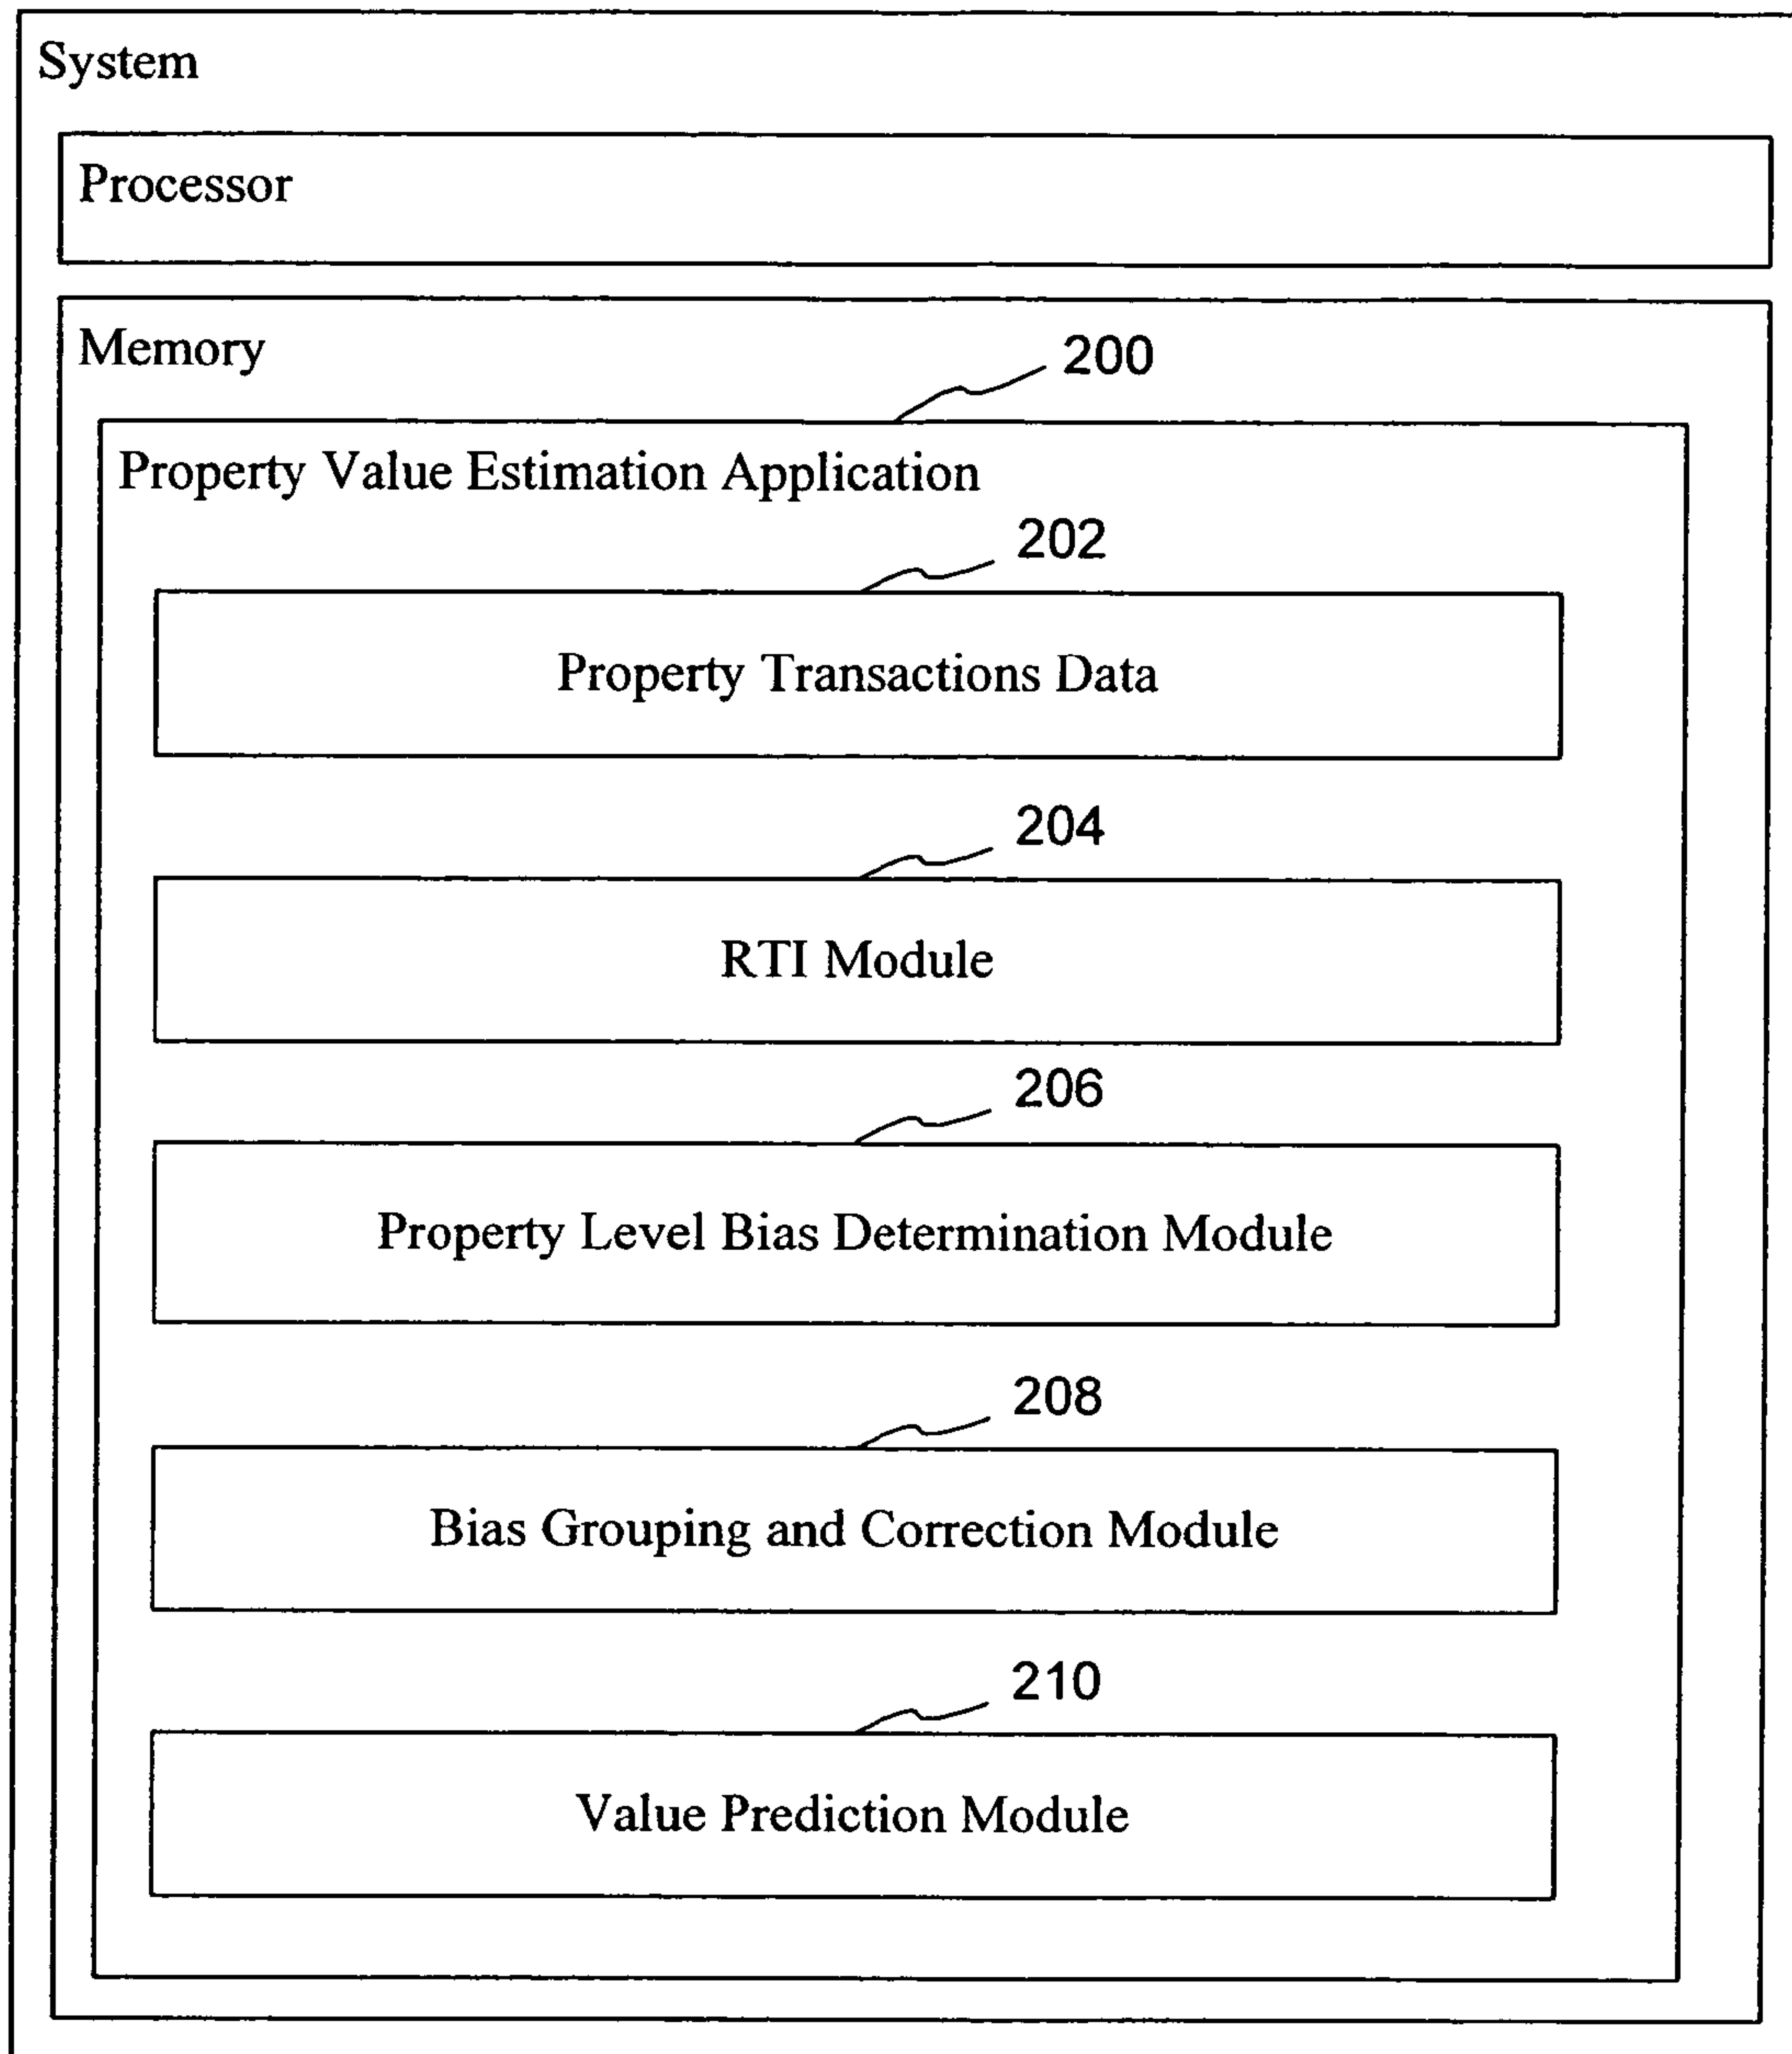 System
Processor
Memory
200
Property Value Estimation Application
202
Property Transactions Data
204
RTI Module
206
Property Level Bias Determination Module
208
Bias Grouping and Correction Module
210
Value Prediction Module